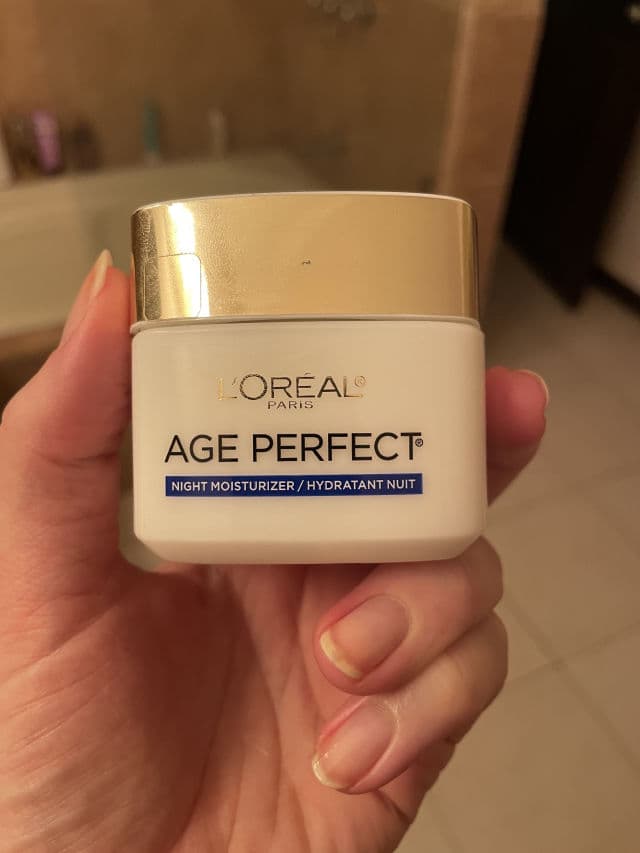 L'ORÉAL®
PARIS
AGE PERFECT®
NIGHT MOISTURIZER / HYDRATANT NUIT